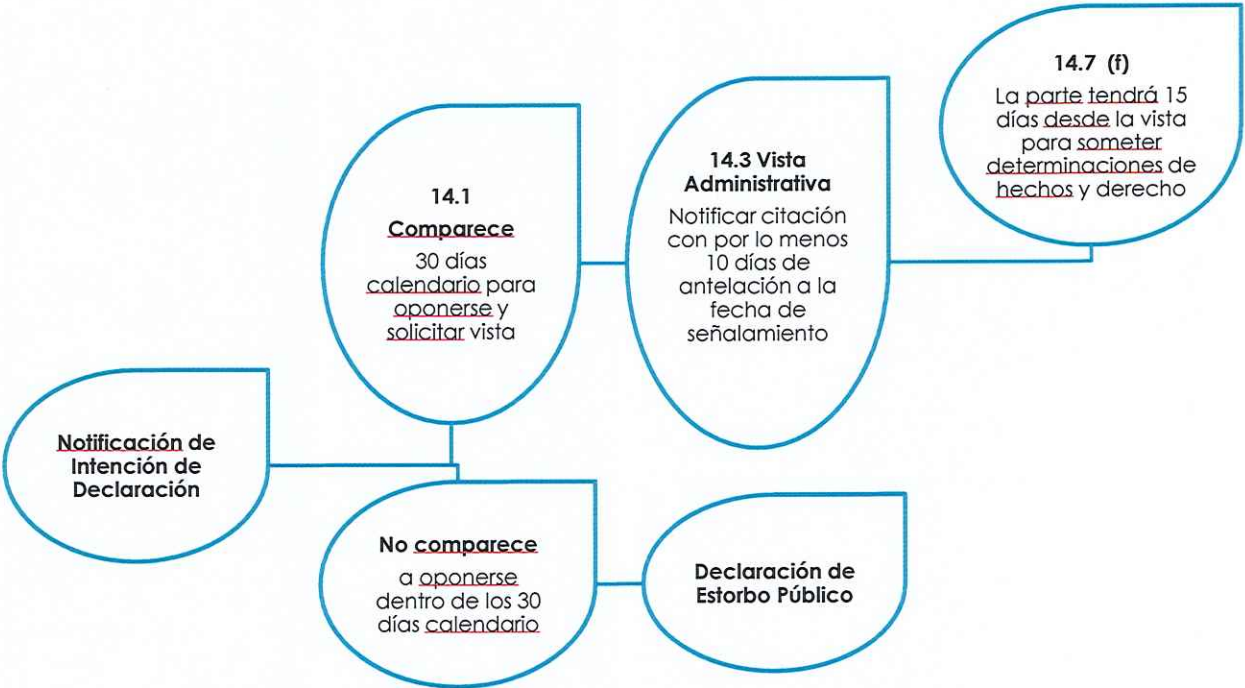 14.7 (f)
La parte tendrá 15
días desde la vista
para someter
determinaciones de
hechos y derecho
14.3 Vista
Administrativa
Notificar citación
con por lo menos
10 días de
antelación a la
fecha de
señalamiento
14.1
Comparece
30 días
calendario para
oponerse y
solicitar vista
Notificación de
Intención de
Declaración
No comparece
a oponerse
dentro de los 30
días calendario
Declaración de
Estorbo Público